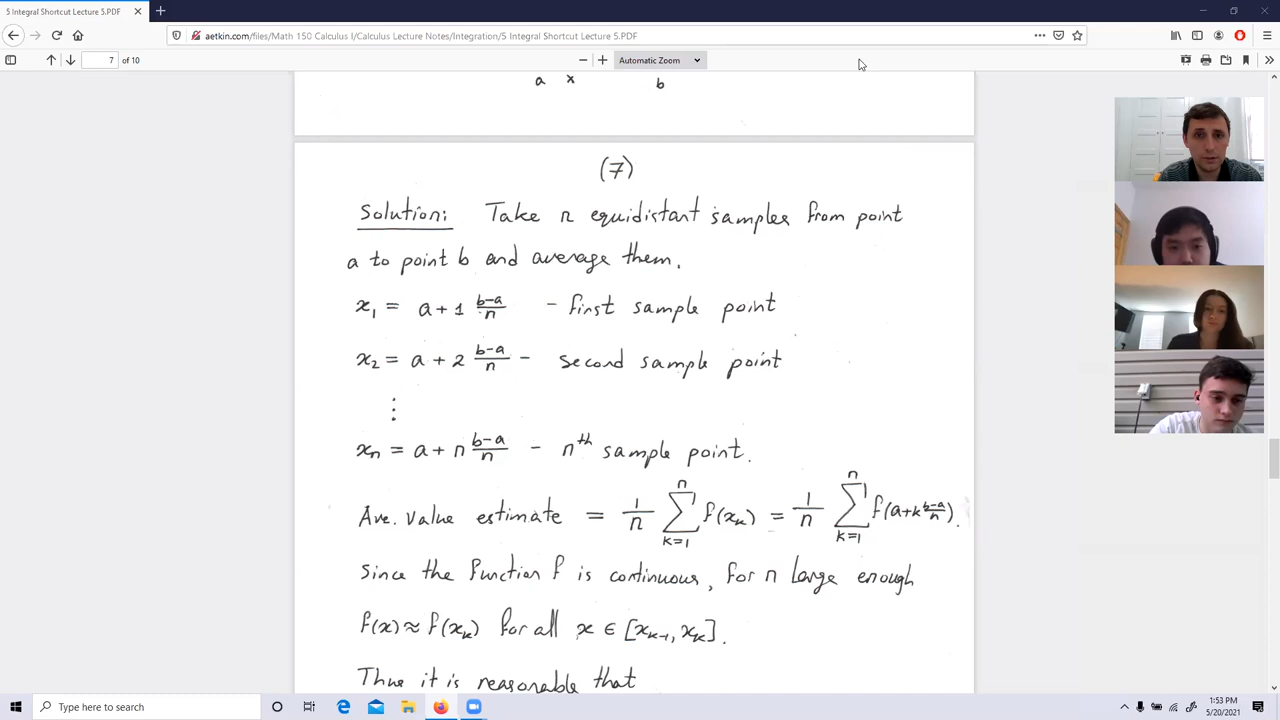 5 Integral Shortcut Lecture 5.PDF
aetkin.com/files/Math 150 Calculus I/Calculus Lecture Notes/Integration/5 Integral Shortcut Lecture 5.PDF
7 of 10
Automatic Zoom
a x b
(7)
Solution: Take n equidistant samples from point
a to point b and average them.
x₁ = a + 1 (b-a)/n - first sample point
x₂ = a + 2 (b-a)/n - second sample point
⋮
xₙ = a + n (b-a)/n - nᵗʰ sample point.
Ave. value estimate = 1/n ∑_{k=1}^{n} f(xₖ) = 1/n ∑_{k=1}^{n} f(a+k (b-a)/n).
Since the function f is continuous, for n large enough
f(x) ≈ f(xₖ) for all x ∈ [xₖ₋₁, xₖ].
Thus it is reasonable that
Type here to search
1:53 PM
5/20/2021